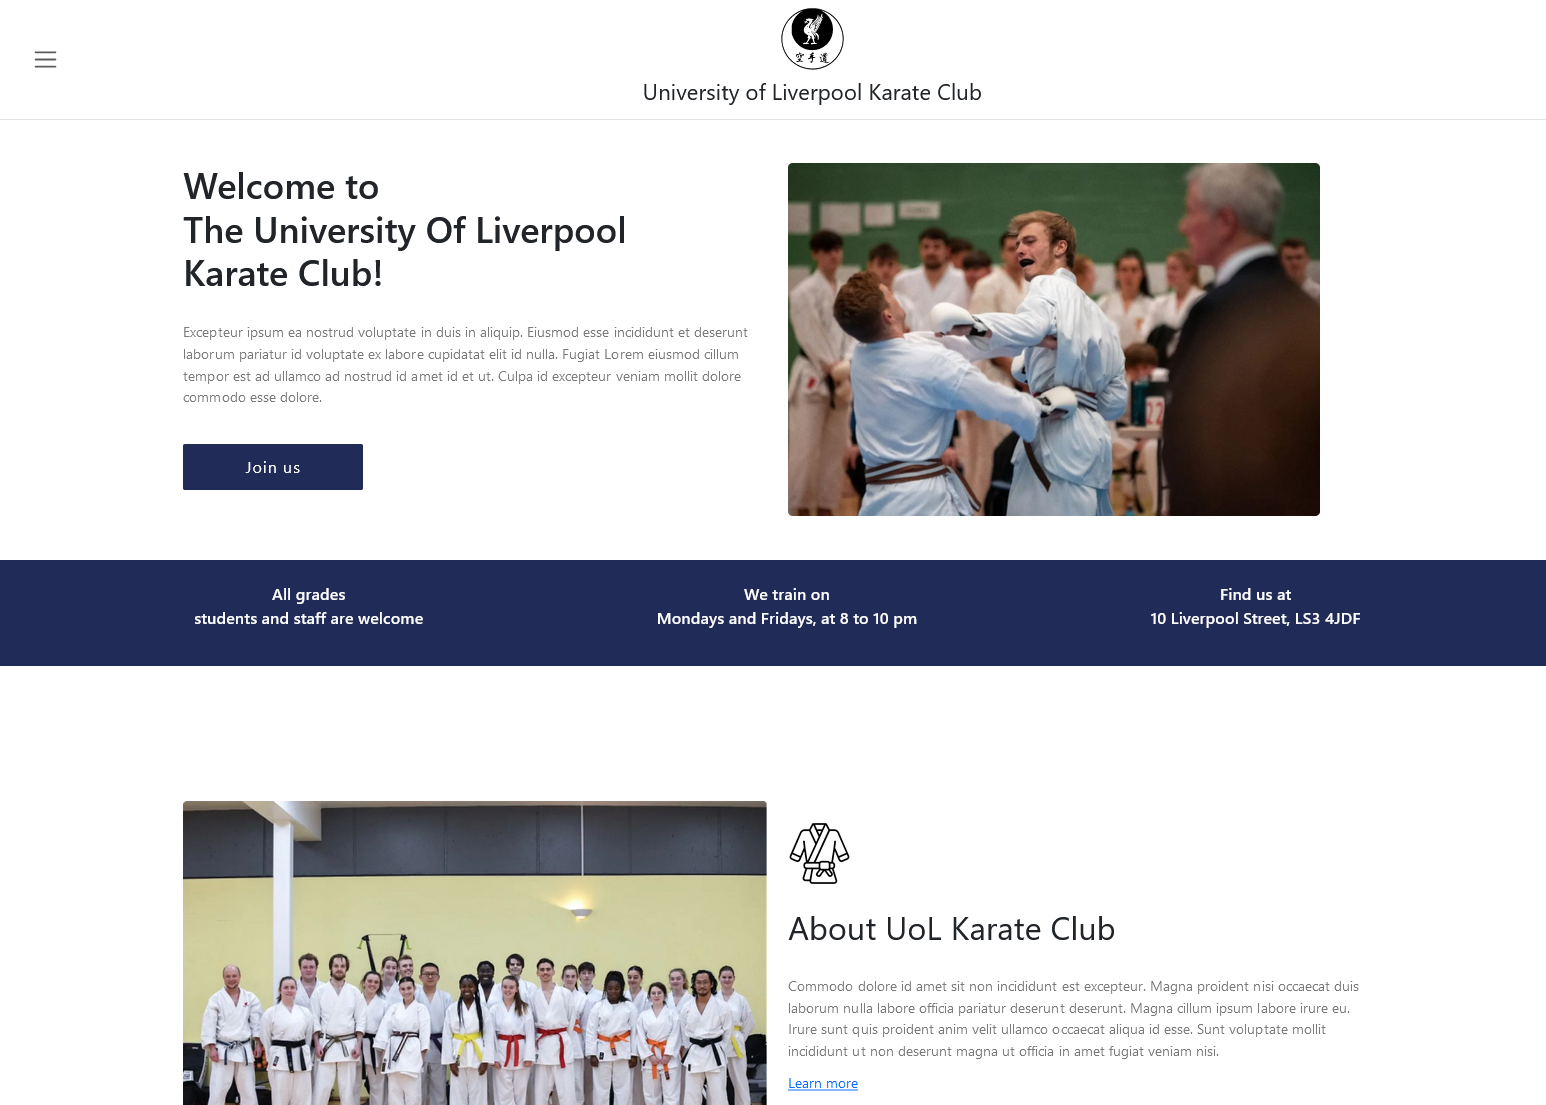 空手道
University of Liverpool Karate Club
Welcome to
The University Of Liverpool
Karate Club!
Excepteur ipsum ea nostrud voluptate in duis in aliquip. Eiusmod esse incididunt et deserunt
laborum pariatur id voluptate ex labore cupidatat elit id nulla. Fugiat Lorem eiusmod cillum
tempor est ad ullamco ad nostrud id amet id et ut. Culpa id excepteur veniam mollit dolore
commodo esse dolore.
Join us
22
All grades
students and staff are welcome
We train on
Mondays and Fridays, at 8 to 10 pm
Find us at
10 Liverpool Street, LS3 4JDF
About UoL Karate Club
Commodo dolore id amet sit non incididunt est excepteur. Magna proident nisi occaecat duis
laborum nulla labore officia pariatur deserunt deserunt. Magna cillum ipsum labore irure eu.
Irure sunt quis proident anim velit ullamco occaecat aliqua id esse. Sunt voluptate mollit
incididunt ut non deserunt magna ut officia in amet fugiat veniam nisi.
Learn more